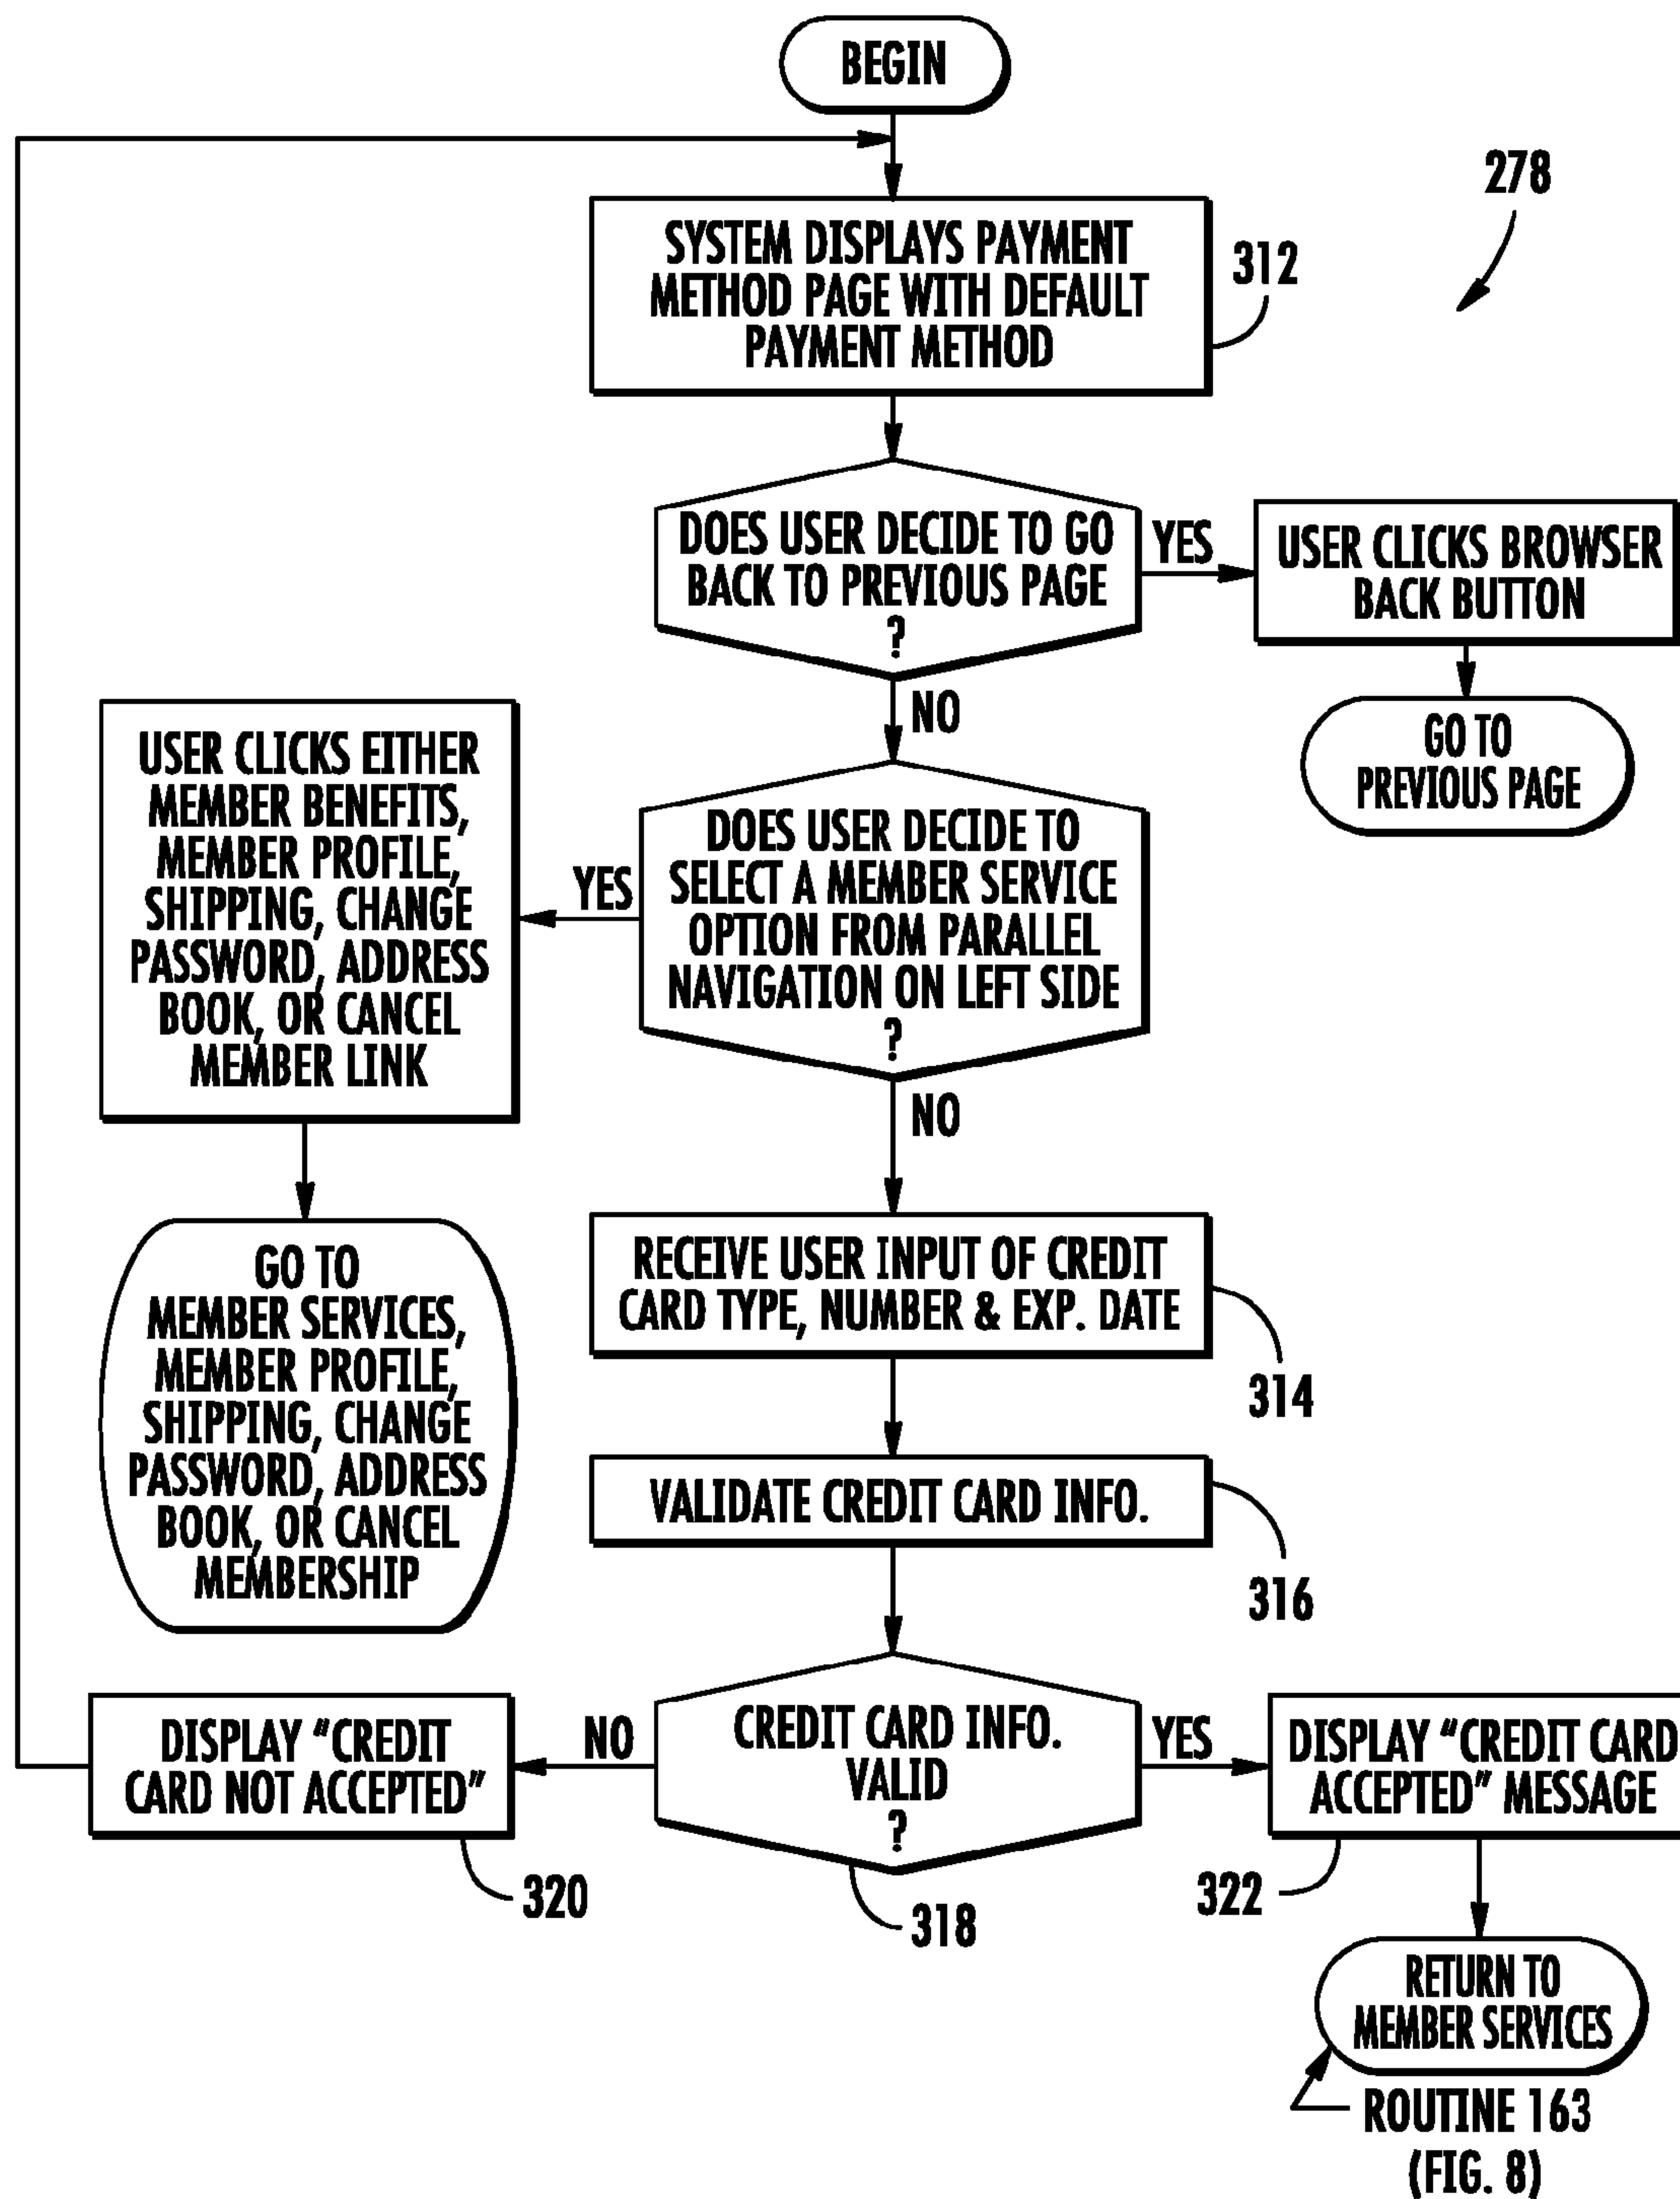 BEGIN
278
SYSTEM DISPLAYS PAYMENT
METHOD PAGE WITH DEFAULT
PAYMENT METHOD
312
DOES USER DECIDE TO GO
BACK TO PREVIOUS PAGE
?
YES
USER CLICKS BROWSER
BACK BUTTON
GO TO
PREVIOUS PAGE
NO
DOES USER DECIDE TO
SELECT A MEMBER SERVICE
OPTION FROM PARALLEL
NAVIGATION ON LEFT SIDE
?
YES
USER CLICKS EITHER
MEMBER BENEFITS,
MEMBER PROFILE,
SHIPPING, CHANGE
PASSWORD, ADDRESS
BOOK, OR CANCEL
MEMBER LINK
GO TO
MEMBER SERVICES,
MEMBER PROFILE,
SHIPPING, CHANGE
PASSWORD, ADDRESS
BOOK, OR CANCEL
MEMBERSHIP
NO
RECEIVE USER INPUT OF CREDIT
CARD TYPE, NUMBER & EXP. DATE
314
VALIDATE CREDIT CARD INFO.
316
CREDIT CARD INFO.
VALID
?
318
NO
DISPLAY “CREDIT
CARD NOT ACCEPTED”
320
YES
DISPLAY “CREDIT CARD
ACCEPTED” MESSAGE
322
RETURN TO
MEMBER SERVICES
ROUTINE 163
(FIG. 8)